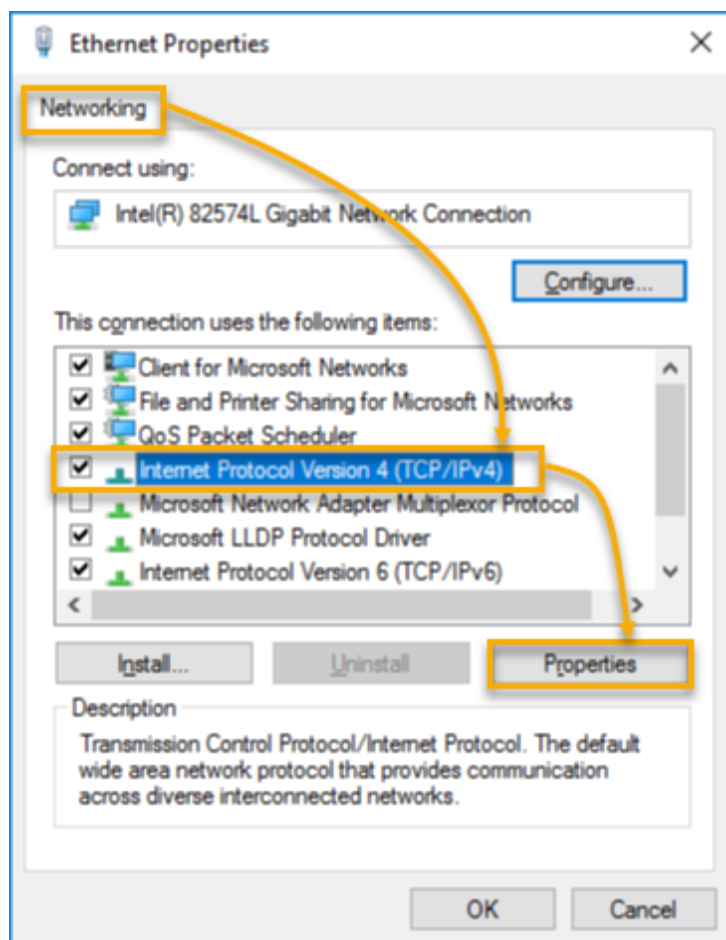 Ethernet Properties
Networking
Connect using:
Intel(R) 82574L Gigabit Network Connection
Configure...
This connection uses the following items:
Client for Microsoft Networks
File and Printer Sharing for Microsoft Networks
QoS Packet Scheduler
Internet Protocol Version 4 (TCP/IPv4)
Microsoft Network Adapter Multiplexor Protocol
Microsoft LLDP Protocol Driver
Internet Protocol Version 6 (TCP/IPv6)
Install...
Uninstall
Properties
Description
Transmission Control Protocol/Internet Protocol. The default
wide area network protocol that provides communication
across diverse interconnected networks.
OK
Cancel